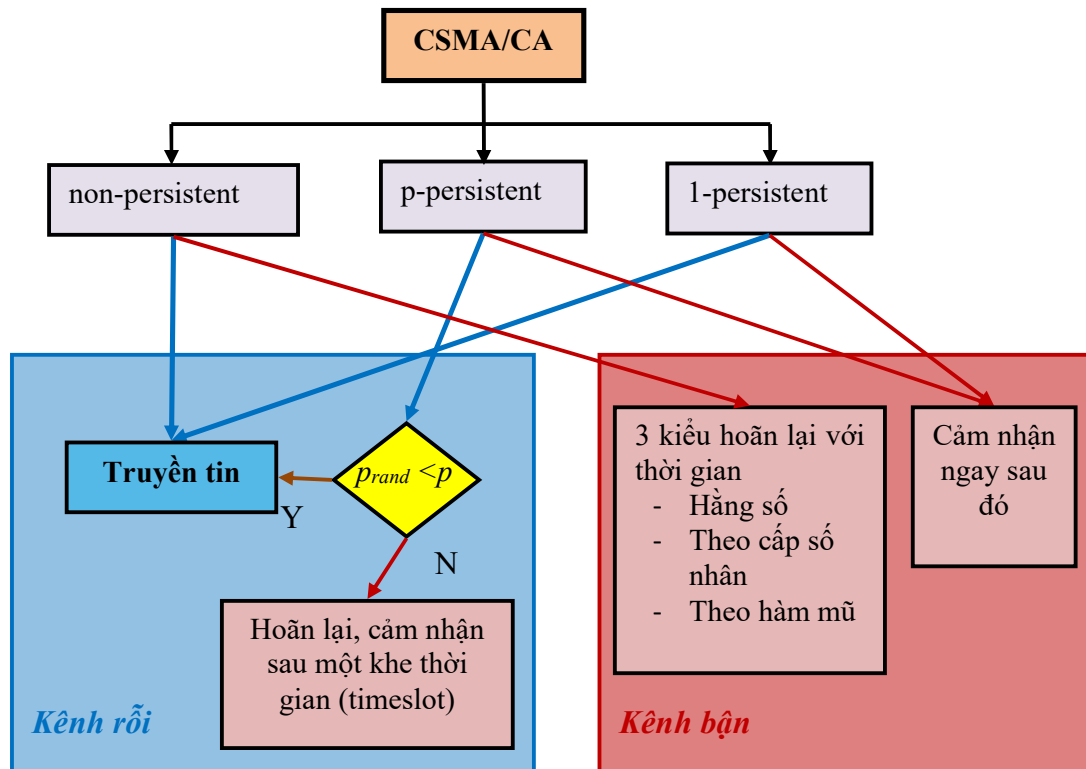 CSMA/CA
non-persistent
p-persistent
1-persistent
Truyền tin
prand <p
Y
N
Hoãn lại, cảm nhận
sau một khe thời
gian (timeslot)
Kênh rỗi
3 kiểu hoãn lại với
thời gian
- Hằng số
- Theo cấp số
nhân
- Theo hàm mũ
Cảm nhận
ngay sau
đó
Kênh bận